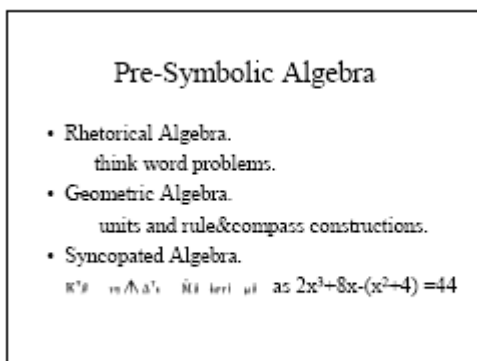 Pre-Symbolic Algebra
• Rhetorical Algebra.
think word problems.
• Geometric Algebra.
units and rule&compass constructions.
• Syncopated Algebra.
as 2x³+8x-(x²+4) =44